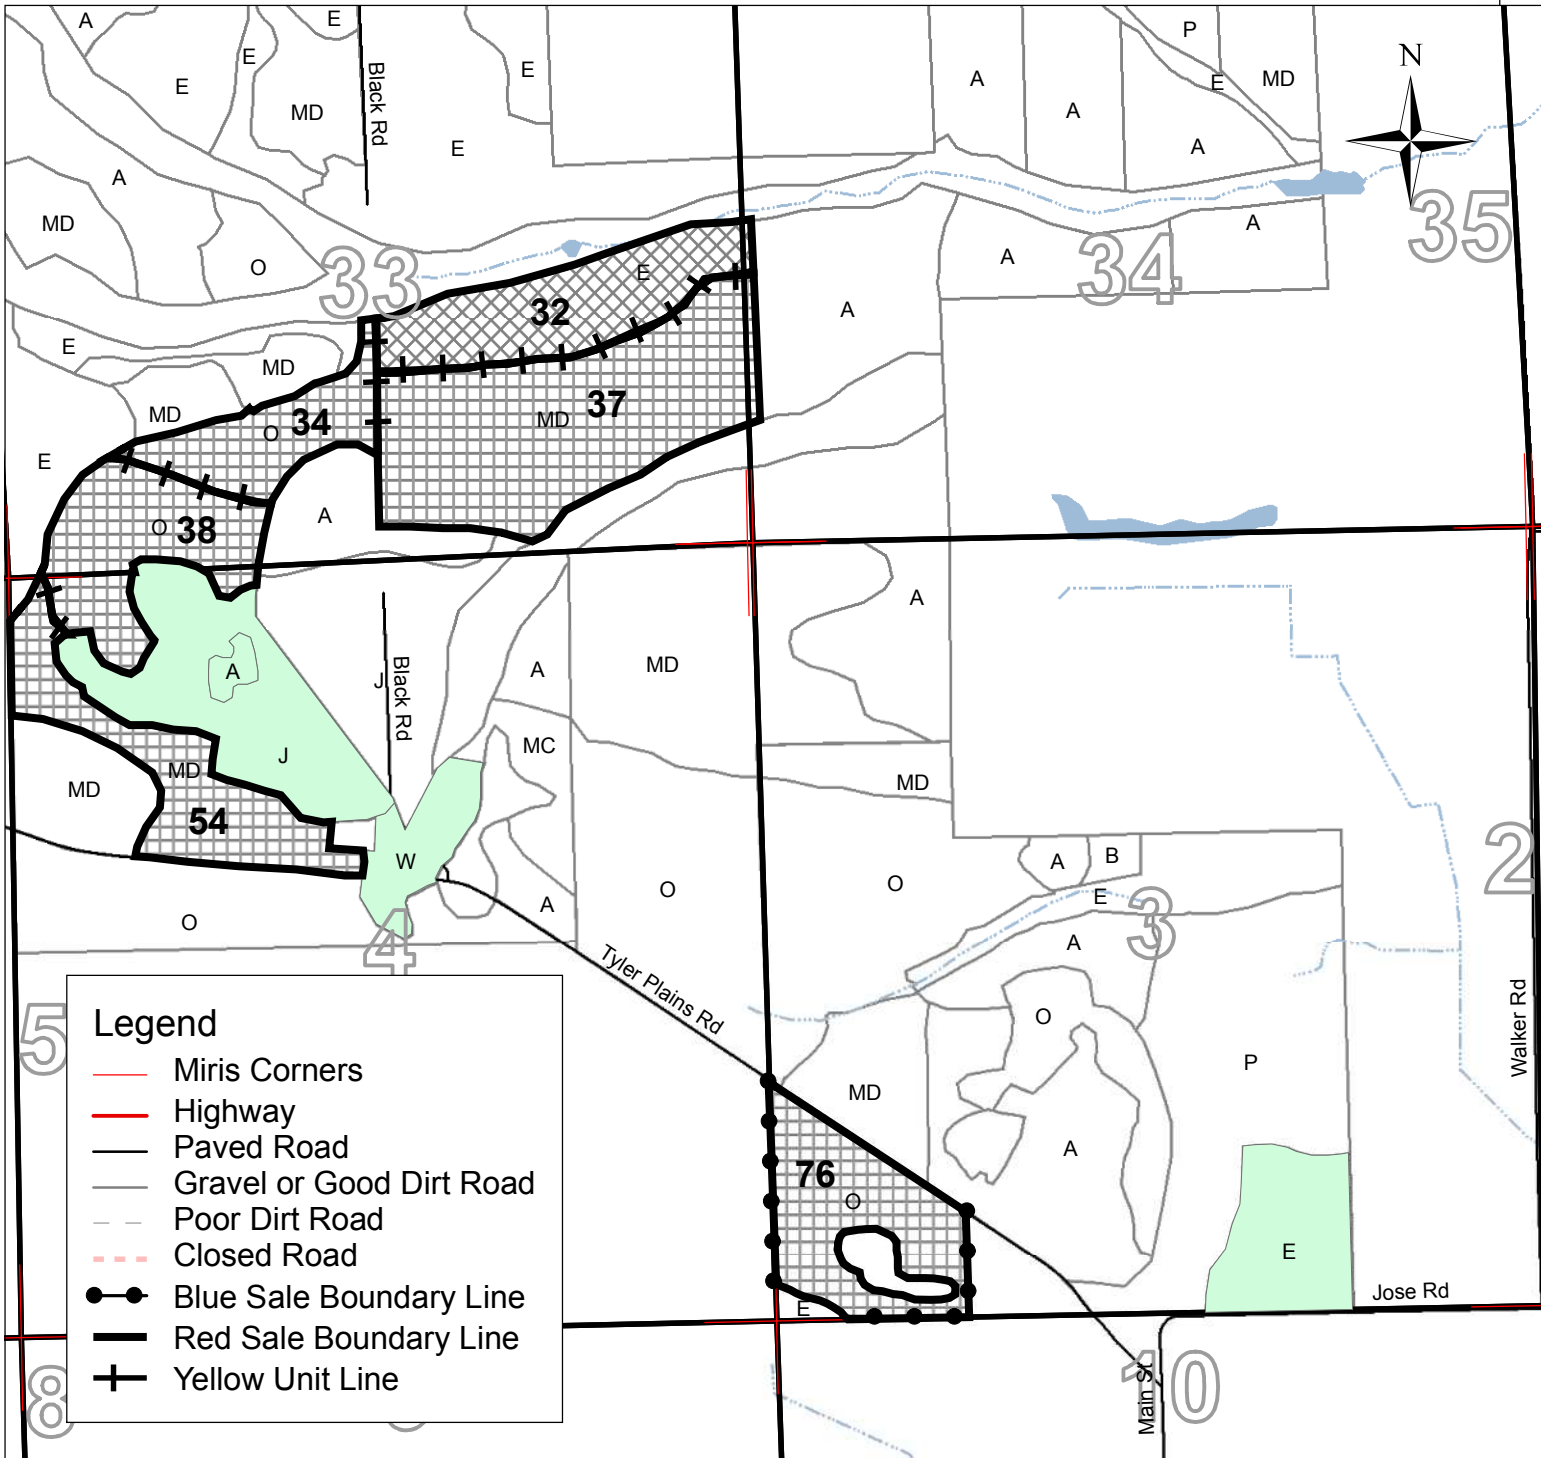 A
E
E
E
MD
Black Rd
E
E
A
A
P
E
MD
N
A
A
MD
O
33
34
35
A
A
E
32
A
E
MD
MD
34
O
37
MD
E
O
38
A
A
A
J
Black Rd
A
MD
MC
J
MD
MD
54
MD
W
O
A
O
O
A
B
E
3
2
A
4
Tyler Plains Rd
O
5
Walker Rd
P
MD
A
76
O
E
E
Jose Rd
Main St
10
8
Legend
Miris Corners
Highway
Paved Road
Gravel or Good Dirt Road
Poor Dirt Road
Closed Road
Blue Sale Boundary Line
Red Sale Boundary Line
Yellow Unit Line